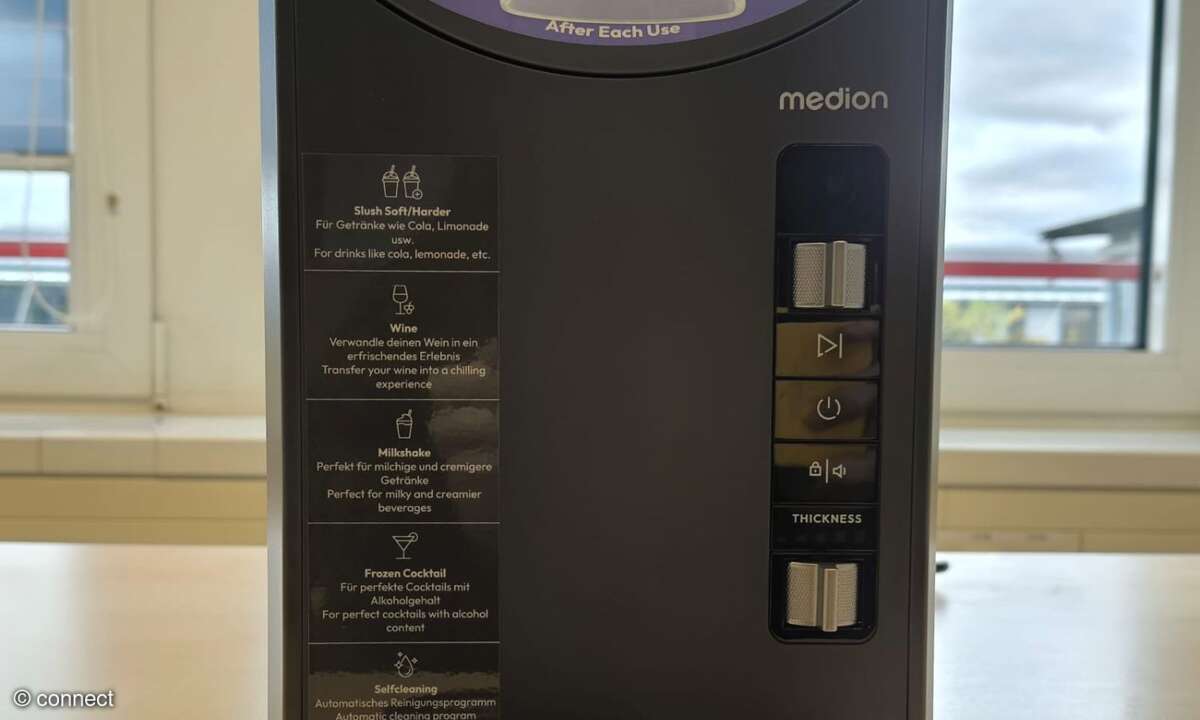 After Each Use
medion
Slush Soft/Harder
Für Getränke wie Cola, Limonade
usw.
For drinks like cola, lemonade, etc.
Wine
Verwandle deinen Wein in ein
erfrischendes Erlebnis
Transfer your wine into a chilling
experience
Milkshake
Perfekt für milchige und cremigere
Getränke
Perfect for milky and creamier
beverages
Frozen Cocktail
Für perfekte Cocktails mit
Alkoholgehalt
For perfect cocktails with alcohol
content
Selfcleaning
Automatisches Reinigungsprogramm
Automatic cleaning program
THICKNESS
© connect